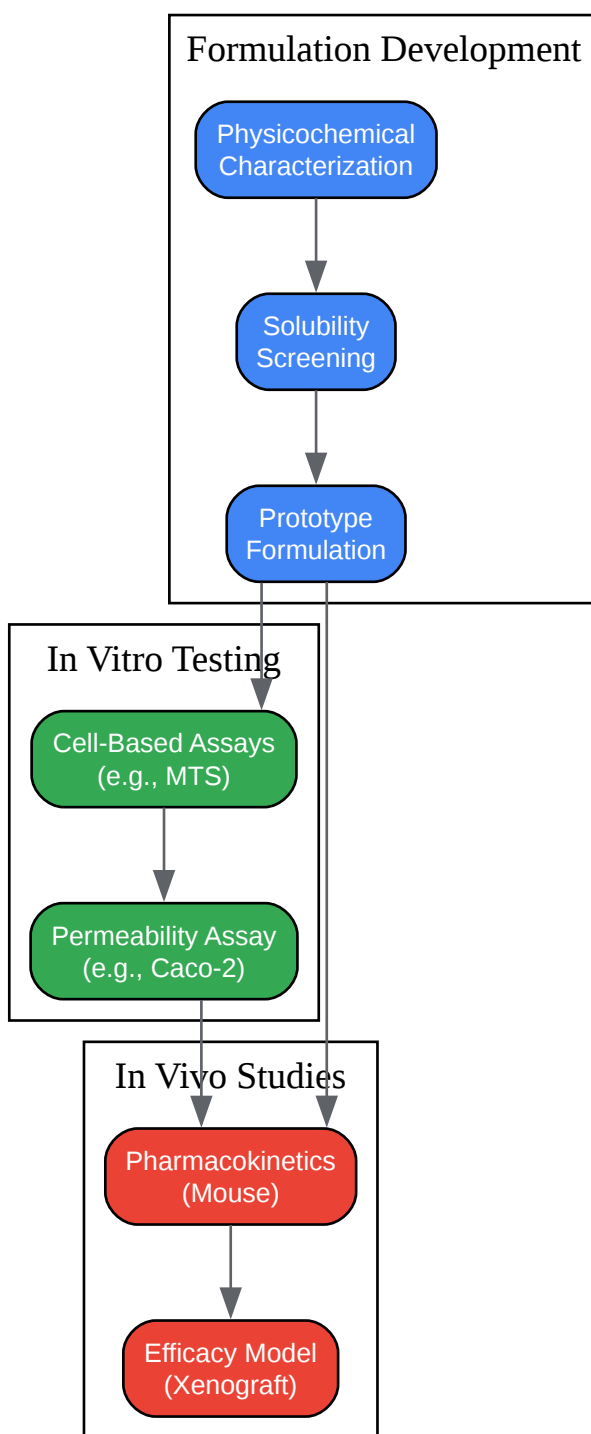 Formulation Development
Physicochemical
Characterization
Solubility
Screening
Prototype
Formulation
In Vitro Testing
Cell-Based Assays
(e.g., MTS)
Permeability Assay
(e.g., Caco-2)
In Vivo Studies
Pharmacokinetics
(Mouse)
Efficacy Model
(Xenograft)